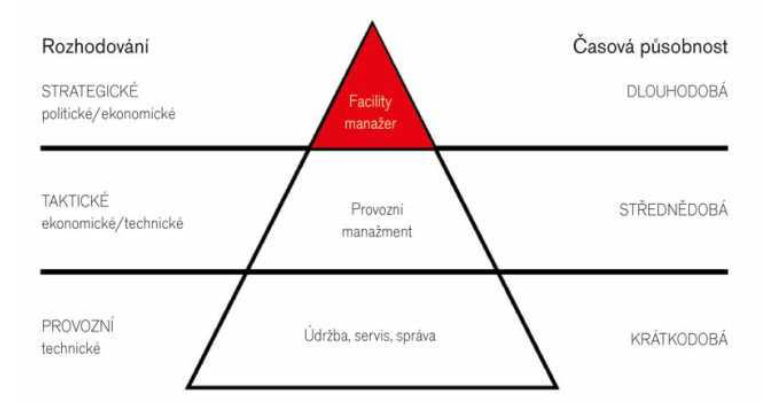 Rozhodování
Časová působnost
STRATEGICKÉ
politické/ekonomické
Facility
manažer
DLOUHODOBÁ
TAKTICKÉ
ekonomické/technické
Provozní
manažment
STŘEDNĚDOBÁ
PROVOZNÍ
technické
Údržba, servis, správa
KRÁTKODOBÁ